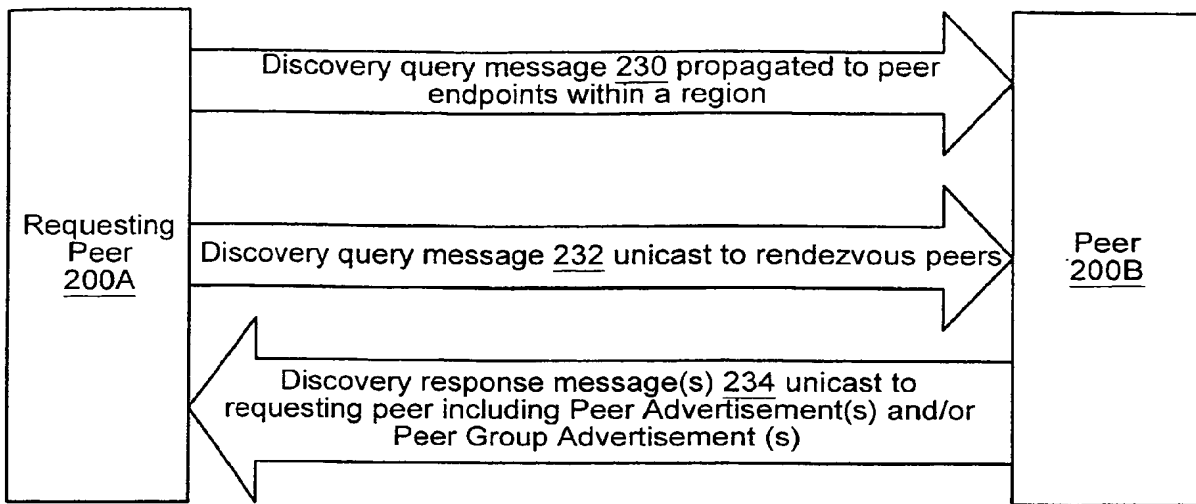 Discovery query message 230 propagated to peer
endpoints within a region
Requesting
Peer
200A
Discovery query message 232 unicast to rendezvous peers
Peer
200B
Discovery response message(s) 234 unicast to
requesting peer including Peer Advertisement(s) and/or
Peer Group Advertisement (s)